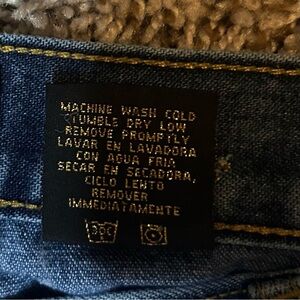 MACHINE WASH COLD
TUMBLE DRY LOW
REMOVE PROMPTLY
LAVAR EN LAVADORA
CON AGUA FRIA
SECAR EN SECADORA,
CICLO LENTO
REMOVER
IMMEDIATAMENTE